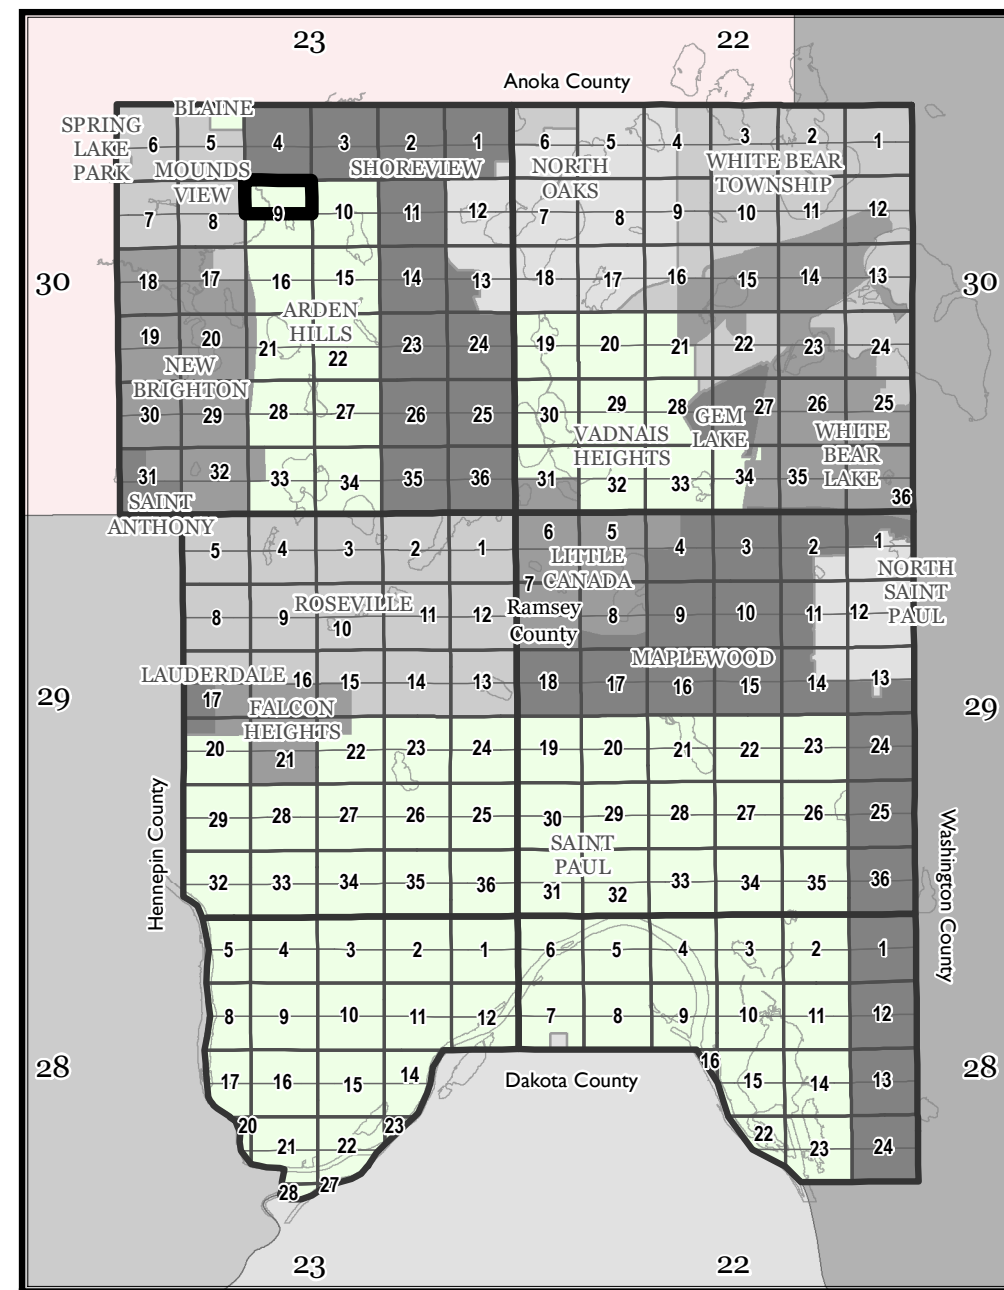 23 22
Anoka County
BLAINE
SPRING
LAKE
PARK
6 5 4 3 2 1 6 5 4 3 2 1
MOUNDS
VIEW
SHOREVIEW
NORTH
OAKS
WHITE BEAR
TOWNSHIP
7 8 9 10 11 12 7 8 9 10 11 12
30 18 17 16 15 14 13 18 17 16 15 14 13 30
ARDEN
HILLS
19 20 21 22 23 24 19 20 21 22 23 24
NEW
BRIGHTON
30 29 28 27 26 25 30 29 28 27 26 25
VADNAIS
HEIGHTS
GEM
LAKE
WHITE
BEAR
LAKE
31 32 33 34 35 36 31 32 33 34 35 36
SAINT
ANTHONY
5 4 3 2 1 6 5 4 3 2 1
LITTLE
CANADA
NORTH
SAINT
PAUL
8 9 10 11 12 7 8 9 10 11 12
ROSEVILLE
Ramsey
County
MAPLEWOOD
LAUDERDALE
29 17 16 15 14 13 18 17 16 15 14 13 29
FALCON
HEIGHTS
20 21 22 23 24 19 20 21 22 23 24
29 28 27 26 25 30 29 28 27 26 25
SAINT
PAUL
32 33 34 35 36 31 32 33 34 35 36
Hennepin County
Washington County
5 4 3 2 1 6 5 4 3 2 1
8 9 10 11 12 7 8 9 10 11 12
28 17 16 15 14 16 15 14 13 28
Dakota County
20 21 22 23 22 23 24
28 27
23 22